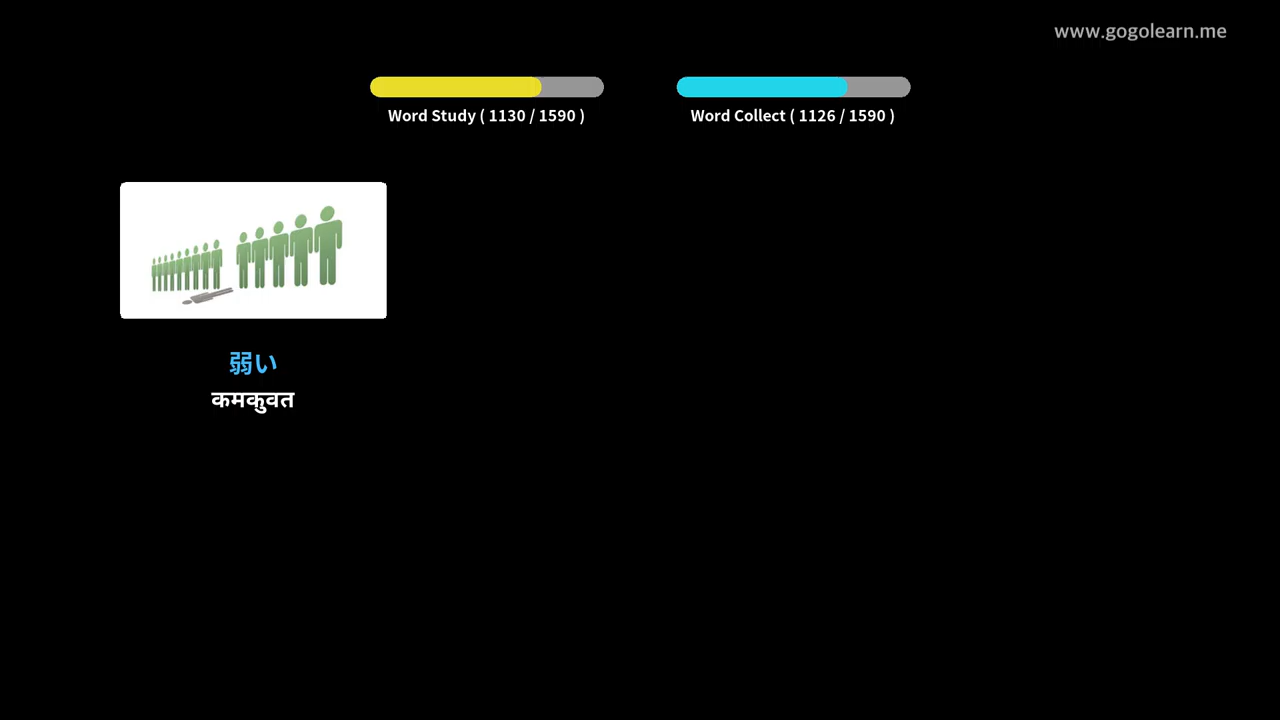 www.gogolearn.me
Word Study ( 1130 / 1590 )
Word Collect ( 1126 / 1590 )
弱い
कमकुवत